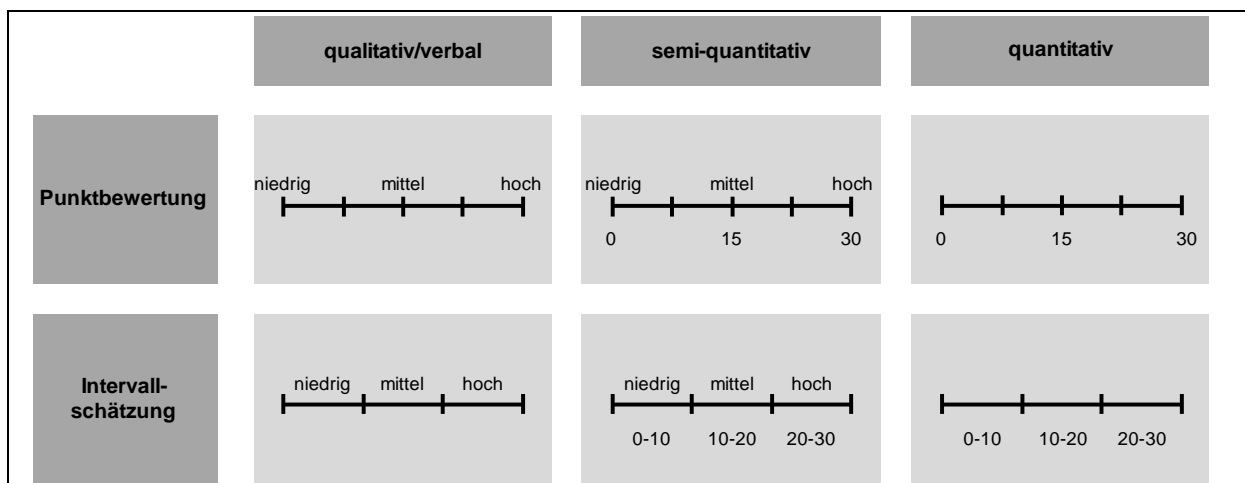 qualitativ/verbal
semi-quantitativ
quantitativ
Punktbewertung
niedrig mittel hoch
niedrig mittel hoch
0 15 30
0 15 30
Intervall-
schätzung
niedrig mittel hoch
niedrig mittel hoch
0-10 10-20 20-30
0-10 10-20 20-30